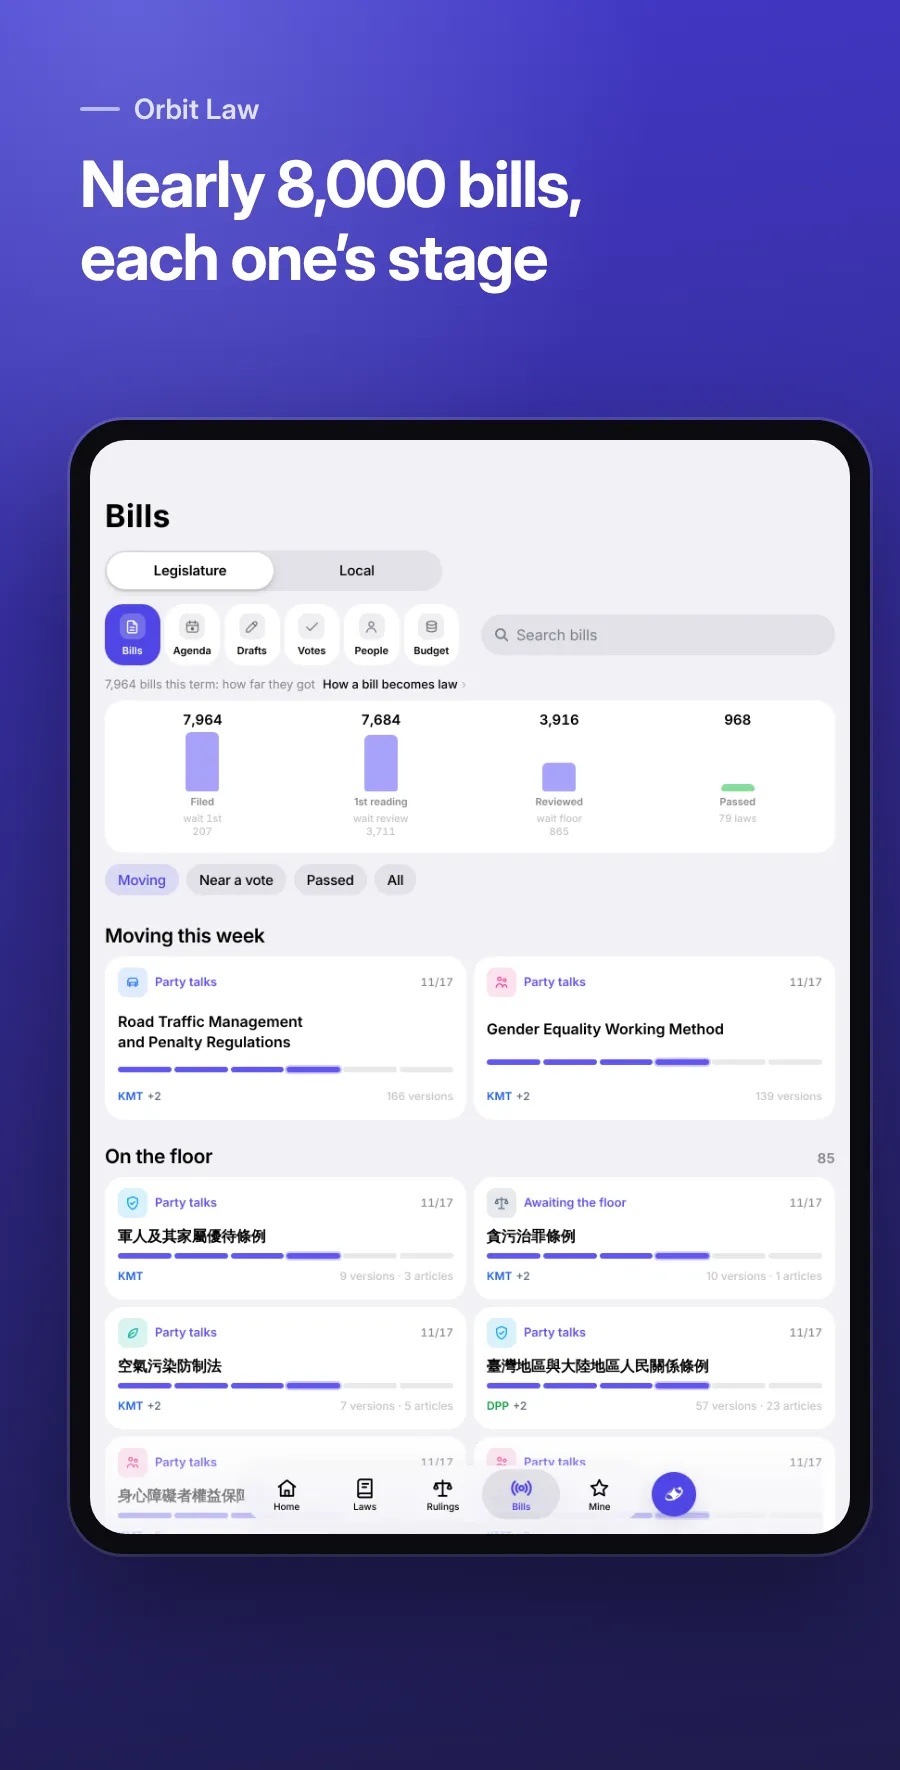 Orbit Law
Nearly 8,000 bills,
each one's stage
Bills
Legislature
Local
Bills
Agenda
Drafts
Votes
People
Budget
Search bills
7,964 bills this term: how far they got How a bill becomes law ›
7,964
7,684
3,916
968
Filed
1st reading
Reviewed
Passed
wait 1st
wait review
wait floor
79 laws
207
3,711
865
Moving
Near a vote
Passed
All
Moving this week
Party talks
11/17
Road Traffic Management
and Penalty Regulations
KMT +2
166 versions
Party talks
11/17
Gender Equality Working Method
KMT +2
139 versions
On the floor
85
Party talks
11/17
軍人及其家屬優待條例
KMT
9 versions · 3 articles
Awaiting the floor
11/17
貪污治罪條例
KMT +2
10 versions · 1 articles
Party talks
11/17
空氣污染防制法
KMT +2
7 versions · 5 articles
Party talks
11/17
臺灣地區與大陸地區人民關係條例
DPP +2
57 versions · 23 articles
Party talks
11/17
身心障礙者權益保
Party talks
11/17
Home
Laws
Rulings
Bills
Mine